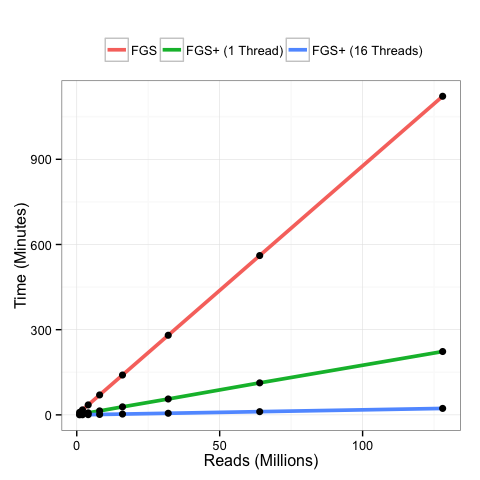 FGS FGS+ (1 Thread) FGS+ (16 Threads)
900
600
300
0
Time (Minutes)
0 50 100
Reads (Millions)